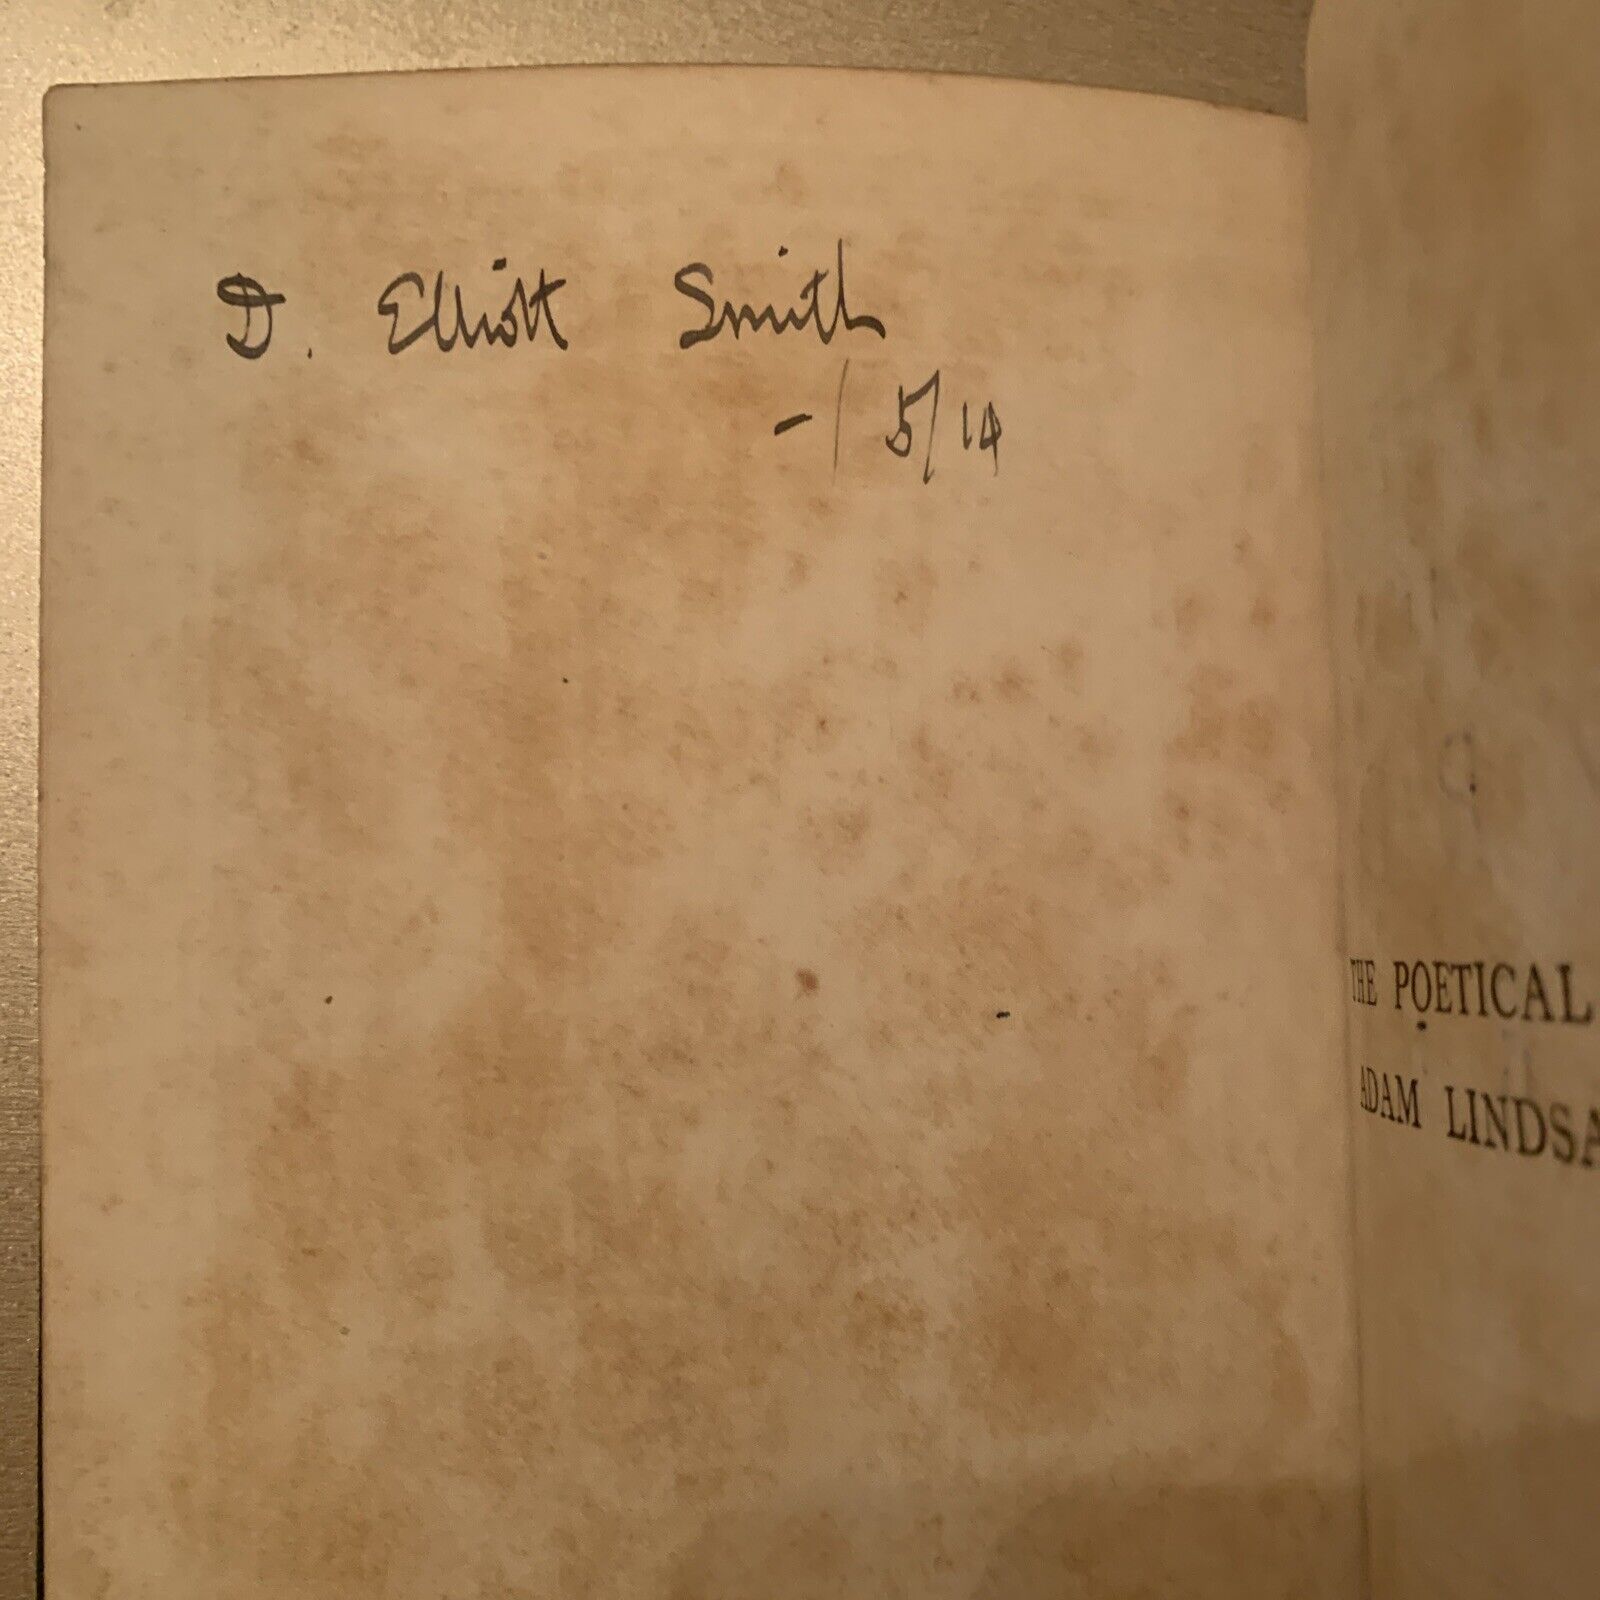 D. Elliott Smith
-/5/14
THE POETICAL
ADAM LINDSA